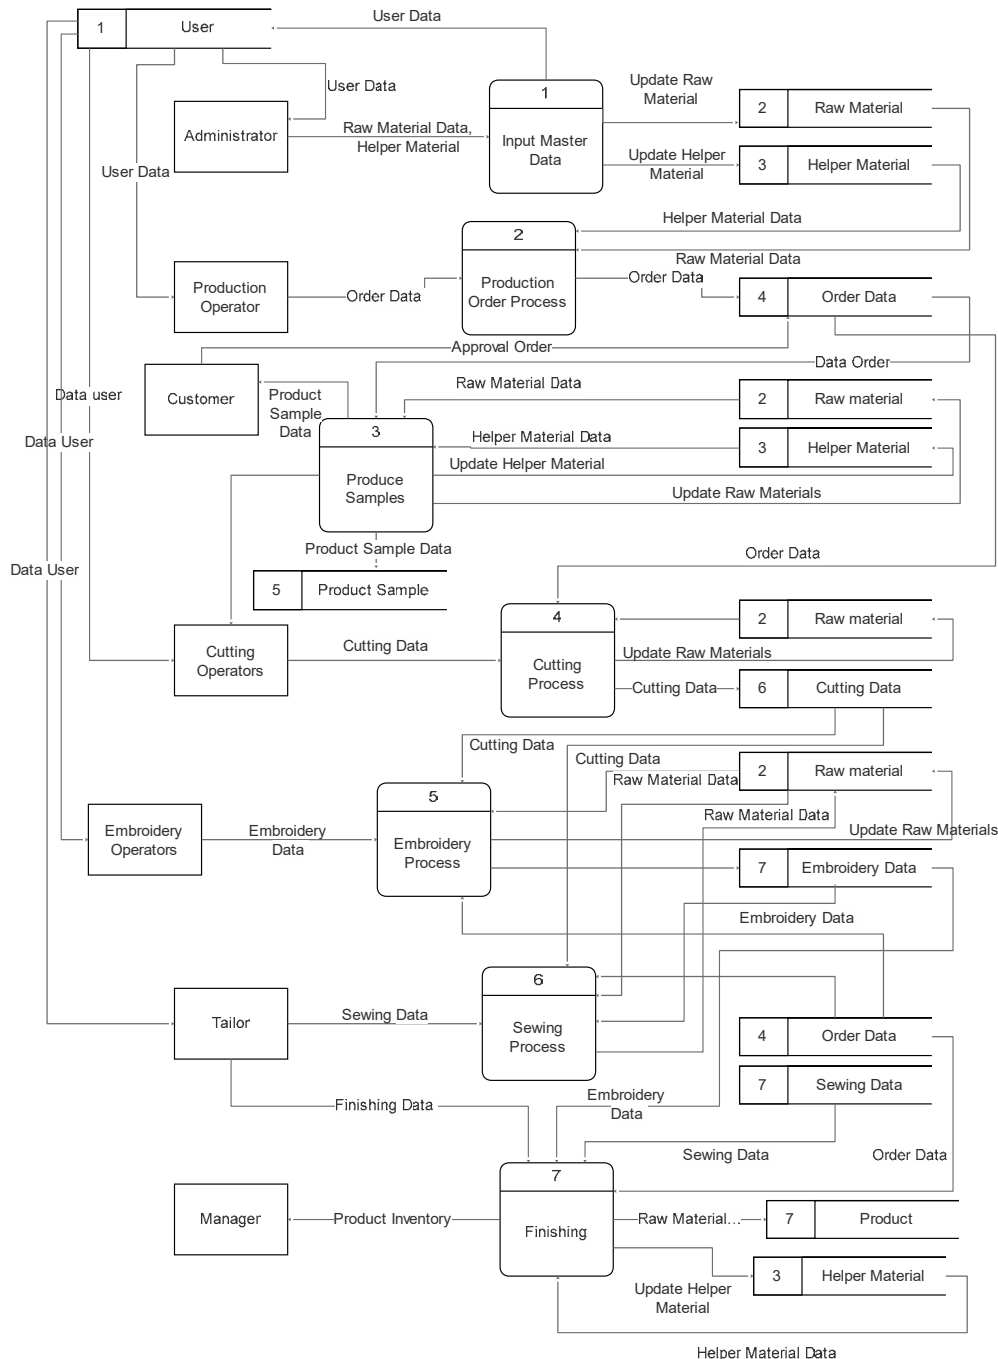 User Data
1
User
User Data
1
Update Raw
Material
2
Raw Material
Administrator
Raw Material Data,
Helper Material
Input Master
Data
Update Helper
Material
3
Helper Material
User Data
Helper Material Data
2
Raw Material Data
Production
Operator
Order Data
Production
Order Process
Order Data
4
Order Data
Approval Order
Data Order
Customer
Product
Sample
Data
Raw Material Data
2
Raw material
Data user
Data User
3
Helper Material Data
3
Helper Material
Update Helper Material
Produce
Samples
Update Raw Materials
Product Sample Data
Order Data
Data User
5
Product Sample
4
2
Raw material
Cutting
Operators
Cutting Data
Cutting
Process
Update Raw Materials
Cutting Data
6
Cutting Data
Cutting Data
Cutting Data
Raw Material Data
2
Raw material
5
Raw Material Data
Embroidery
Operators
Embroidery
Data
Embroidery
Process
Update Raw Materials
7
Embroidery Data
Embroidery Data
6
Tailor
Sewing Data
Sewing
Process
4
Order Data
7
Sewing Data
Finishing Data
Embroidery
Data
Sewing Data
Order Data
7
Manager
Product Inventory
Finishing
Raw Material...
7
Product
Update Helper
Material
3
Helper Material
Helper Material Data